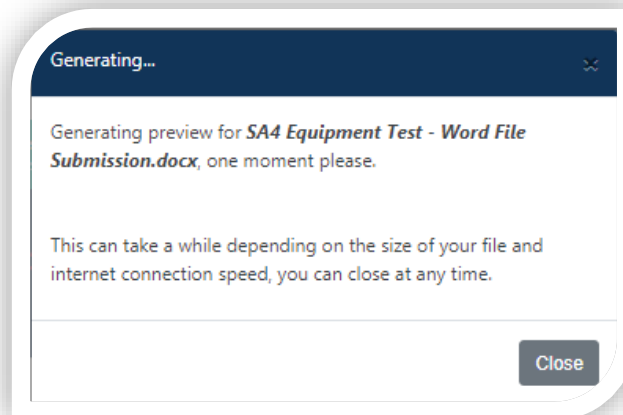 Generating...
Generating preview for SA4 Equipment Test - Word File
Submission.docx, one moment please.
This can take a while depending on the size of your file and
internet connection speed, you can close at any time.
Close